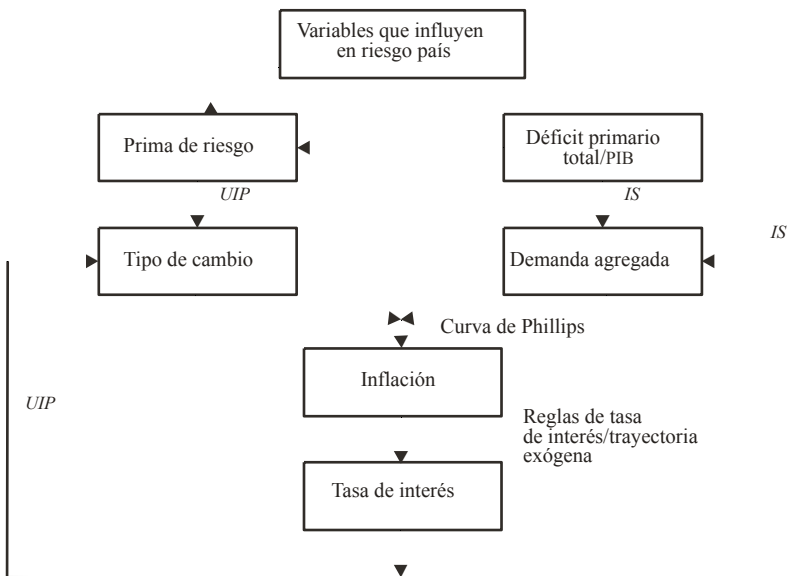 Variables que influyen
en riesgo país
Prima de riesgo
Déficit primario
total/PIB
UIP
IS
IS
Tipo de cambio
Demanda agregada
Curva de Phillips
Inflación
UIP
Reglas de tasa
de interés/trayectoria
exógena
Tasa de interés